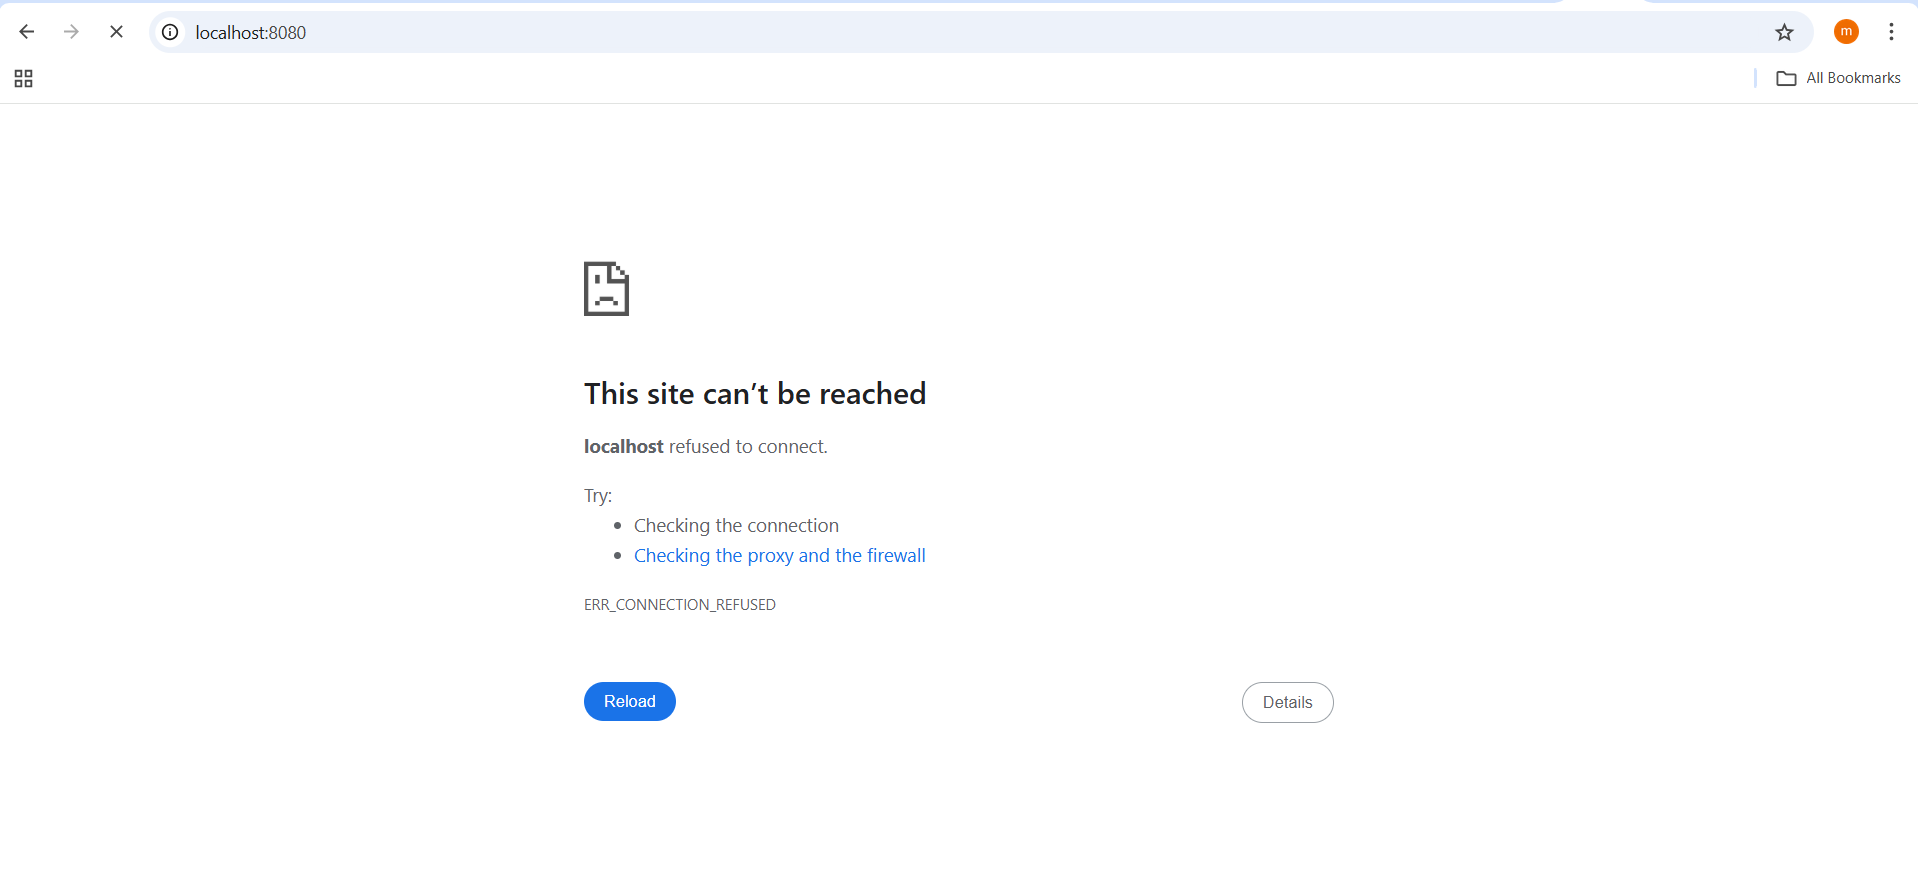 localhost:8080
m
All Bookmarks
This site can’t be reached
localhost refused to connect.
Try:
• Checking the connection
• Checking the proxy and the firewall
ERR_CONNECTION_REFUSED
Reload
Details